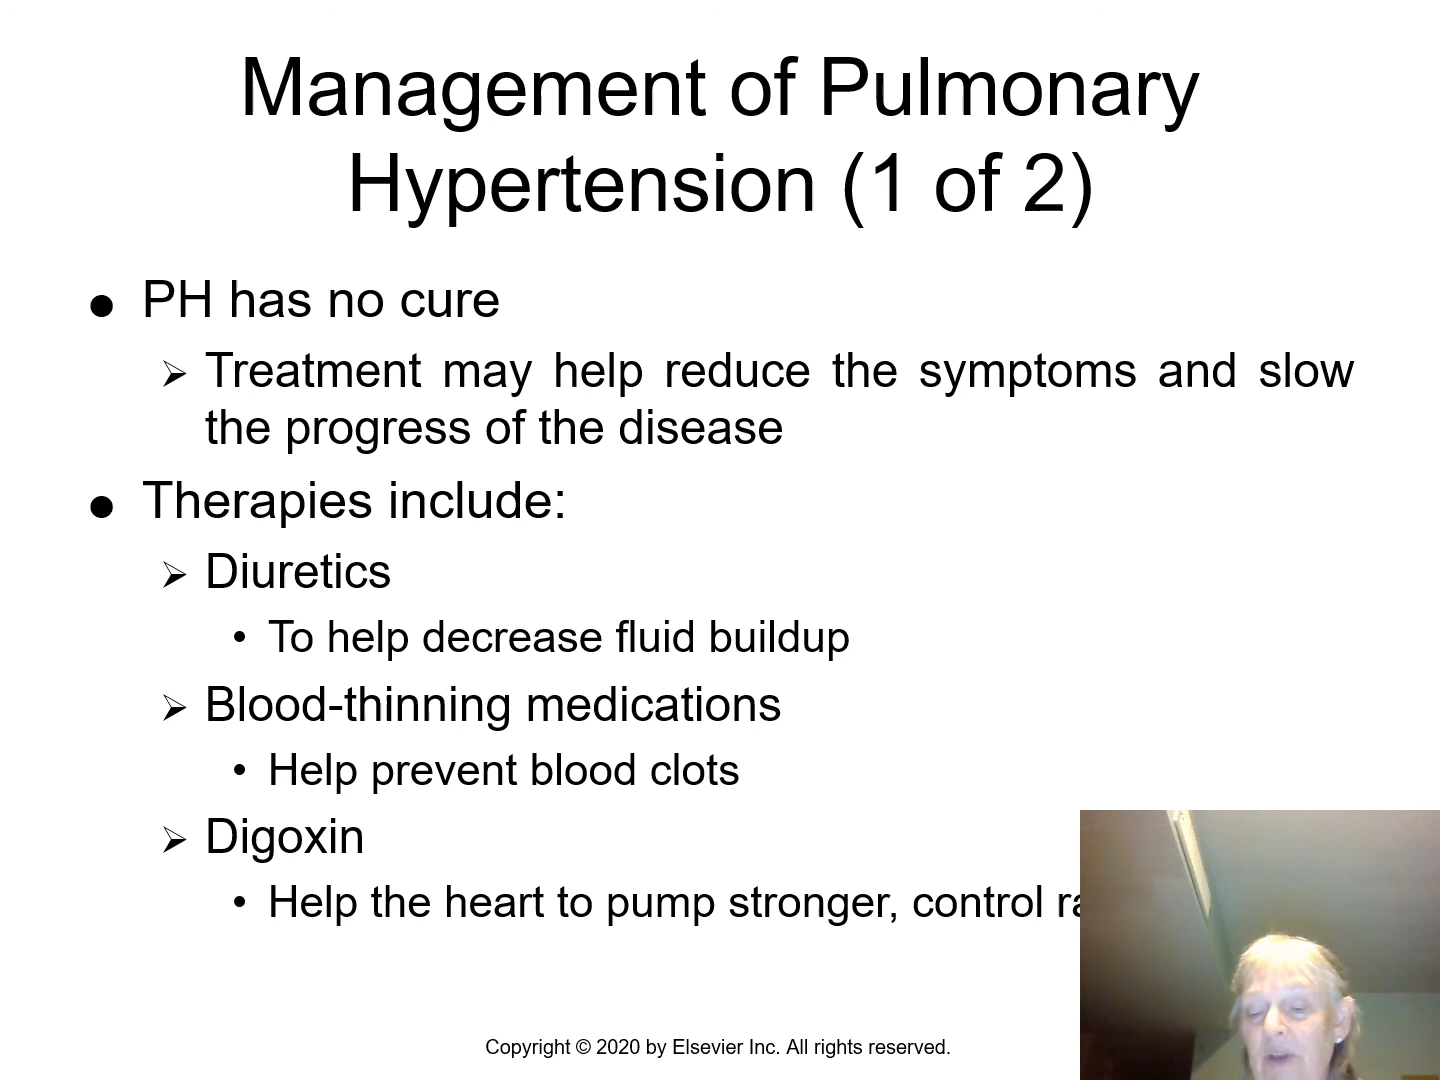 Management of Pulmonary
Hypertension (1 of 2)
● PH has no cure
➢ Treatment may help reduce the symptoms and slow
the progress of the disease
● Therapies include:
➢ Diuretics
• To help decrease fluid buildup
➢ Blood-thinning medications
• Help prevent blood clots
➢ Digoxin
• Help the heart to pump stronger, control
Copyright © 2020 by Elsevier Inc. All rights reserved.